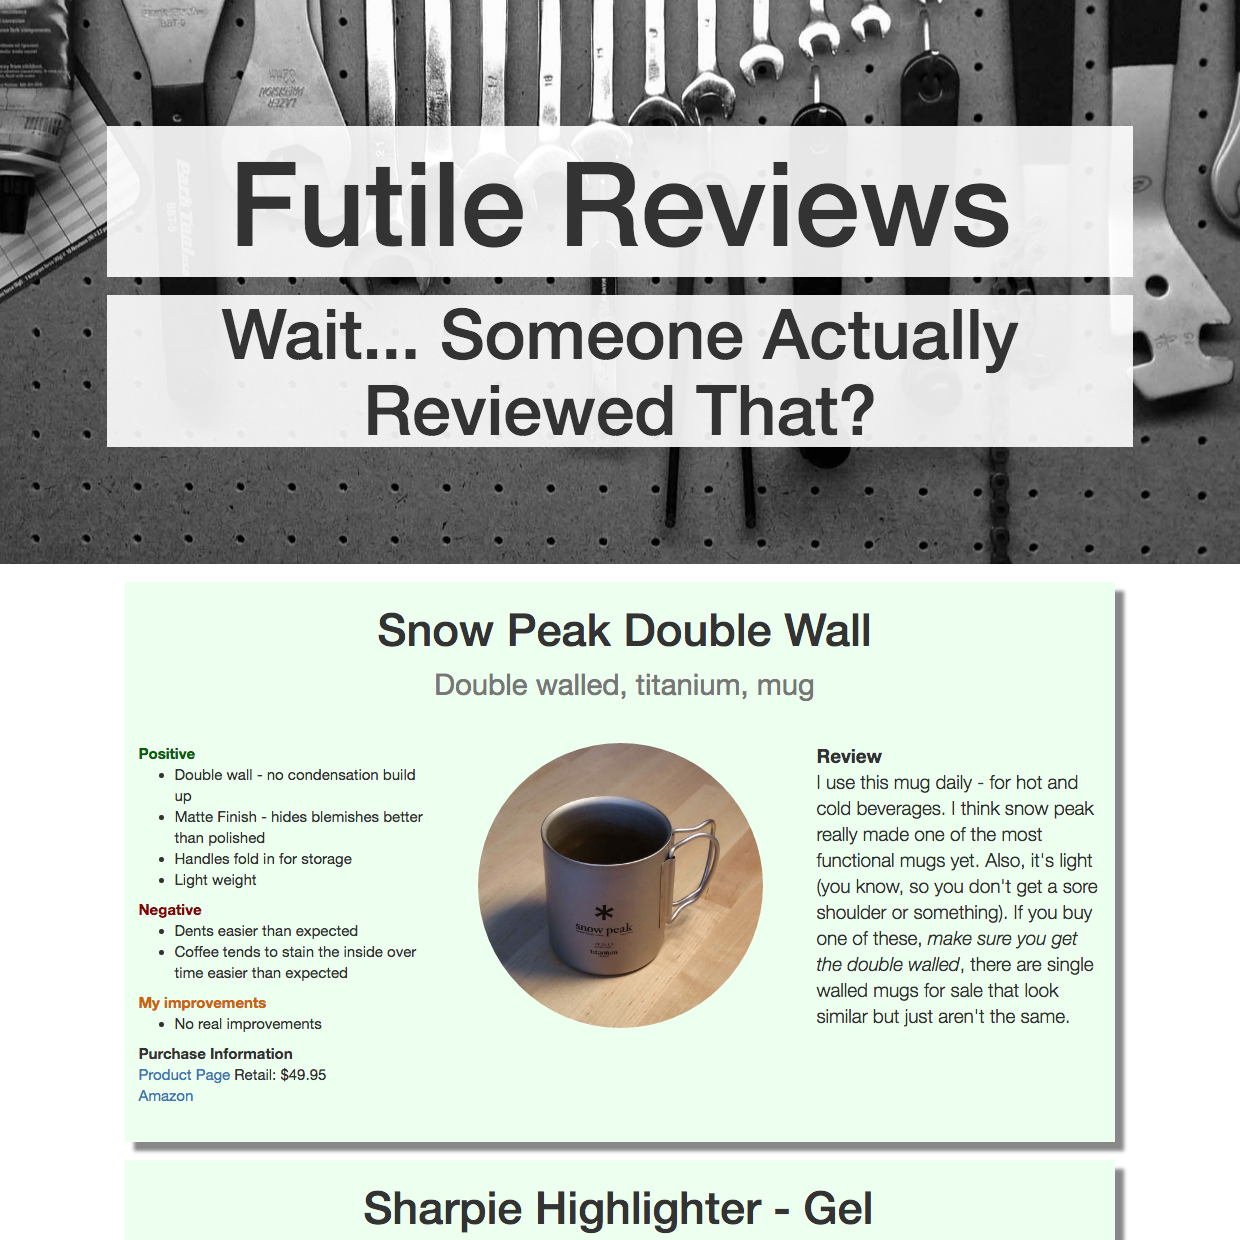 Futile Reviews
Wait... Someone Actually
Reviewed That?
Snow Peak Double Wall
Double walled, titanium, mug
Positive
Double wall - no condensation build
up
Matte Finish - hides blemishes better
than polished
Handles fold in for storage
Light weight
Negative
Dents easier than expected
Coffee tends to stain the inside over
time easier than expected
My improvements
No real improvements
Purchase Information
Product Page Retail: $49.95
Amazon
snow peak
titanium
Review
I use this mug daily - for hot and
cold beverages. I think snow peak
really made one of the most
functional mugs yet. Also, it's light
(you know, so you don't get a sore
shoulder or something). If you buy
one of these, make sure you get
the double walled, there are single
walled mugs for sale that look
similar but just aren't the same.
Sharpie Highlighter - Gel